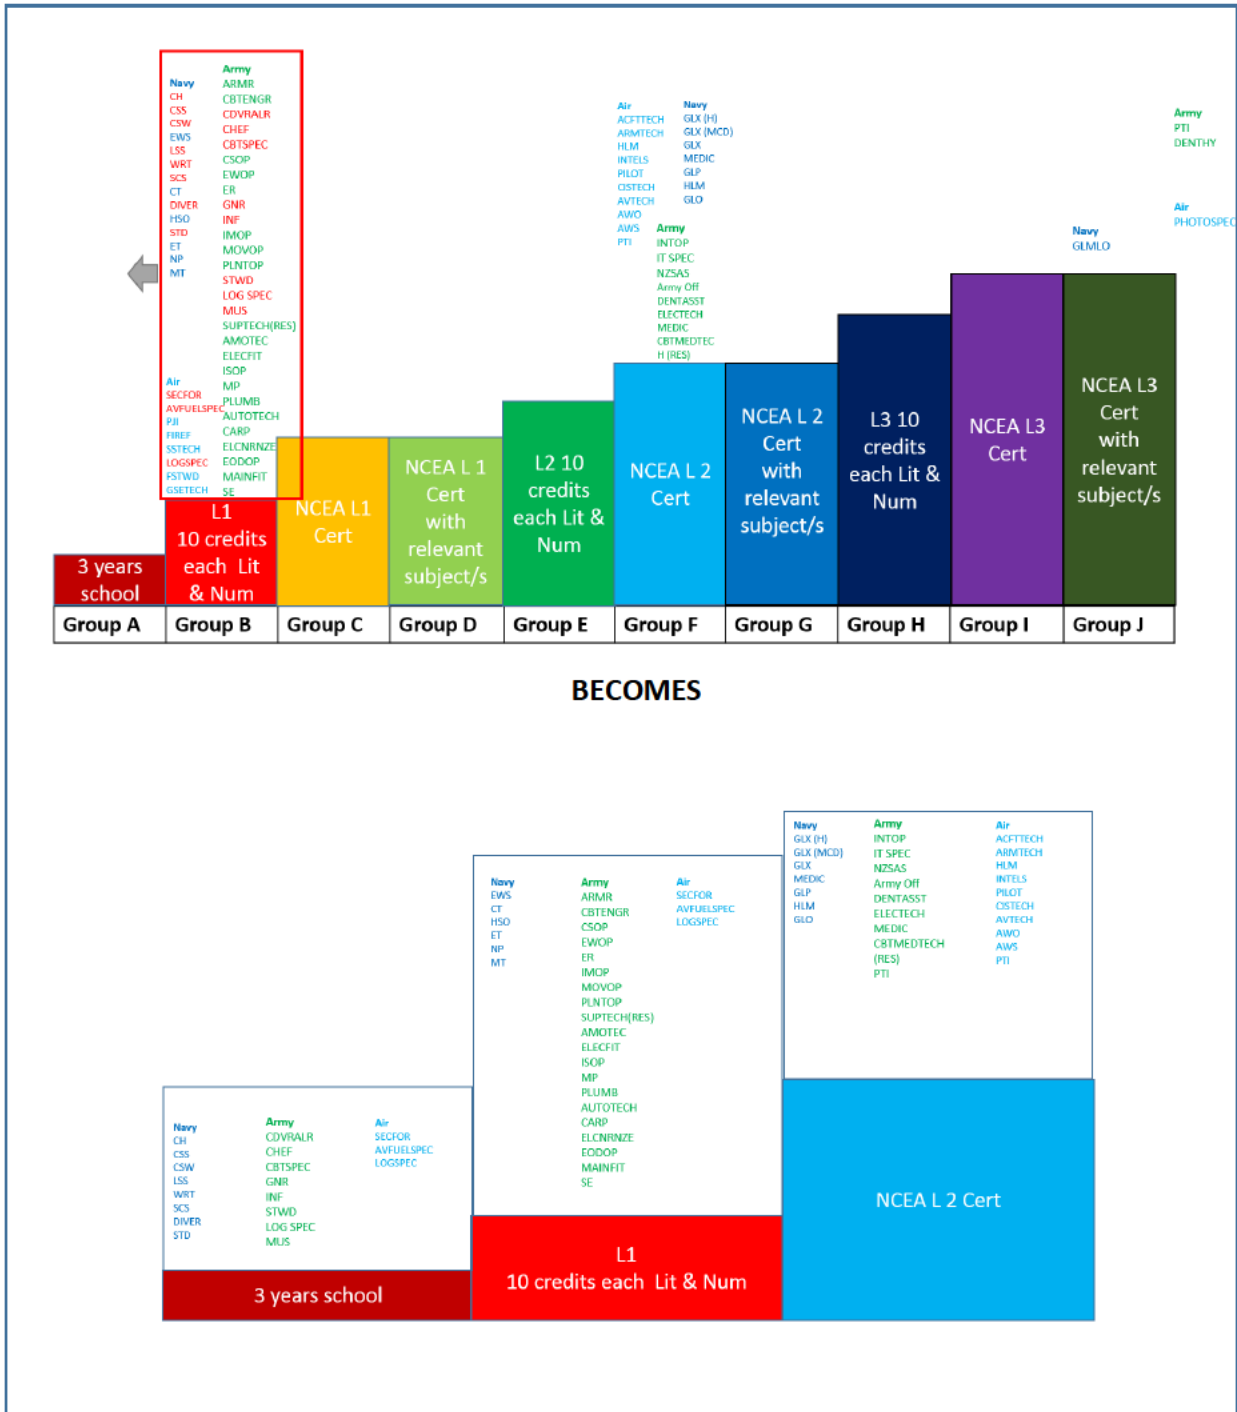 Navy
CH
CSS
CSW
EWS
LSS
WRT
SCS
CT
DIVER
HSO
STD
ET
NP
MT
Air
SECFOR
AVFUELSPEC
PJI
FIREF
SSTECH
LOGSPEC
FSTWD
GSETECH
Army
ARMR
CBTENGR
CDVRALR
CHEF
CBTSPEC
CSOP
EWOP
ER
GNR
INF
IMOP
MOVOP
PLNTOP
STWD
LOG SPEC
MUS
SUPTECH(RES)
AMOTEC
ELECFIT
ISOP
MP
PLUMB
AUTOTECH
CARP
ELCNRNZE
EODOP
MAINFIT
SE
Air
ACFTTECH
ARMTECH
HLM
INTELS
PILOT
CISTECH
AVTECH
AWO
AWS
PTI
Navy
GLX (H)
GLX (MCD)
GLX
MEDIC
GLP
HLM
GLO
Army
INTOP
IT SPEC
NZSAS
Army Off
DENTASST
ELECTECH
MEDIC
CBTMEDTEC
H (RES)
Navy
GLMLO
Army
PTI
DENTHY
Air
PHOTOSPEC
3 years
school
L1
10 credits
each Lit
& Num
NCEA L1
Cert
NCEA L 1
Cert
with
relevant
subject/s
L2 10
credits
each Lit &
Num
NCEA L 2
Cert
NCEA L 2
Cert
with
relevant
subject/s
L3 10
credits
each Lit &
Num
NCEA L3
Cert
NCEA L3
Cert
with
relevant
subject/s
Group A
Group B
Group C
Group D
Group E
Group F
Group G
Group H
Group I
Group J
BECOMES
Navy
CH
CSS
CSW
LSS
WRT
SCS
DIVER
STD
Army
CDVRALR
CHEF
CBTSPEC
GNR
INF
STWD
LOG SPEC
MUS
Air
SECFOR
AVFUELSPEC
LOGSPEC
3 years school
Navy
EWS
CT
HSO
ET
NP
MT
Army
ARMR
CBTENGR
CSOP
EWOP
ER
IMOP
MOVOP
PLNTOP
SUPTECH(RES)
AMOTEC
ELECFIT
ISOP
MP
PLUMB
AUTOTECH
CARP
ELCNRNZE
EODOP
MAINFIT
SE
Air
SECFOR
AVFUELSPEC
LOGSPEC
L1
10 credits each Lit & Num
Navy
GLX (H)
GLX (MCD)
GLX
MEDIC
GLP
HLM
GLO
Army
INTOP
IT SPEC
NZSAS
Army Off
DENTASST
ELECTECH
MEDIC
CBTMEDTECH
(RES)
PTI
Air
ACFTTECH
ARMTECH
HLM
INTELS
PILOT
CISTECH
AVTECH
AWO
AWS
PTI
NCEA L 2 Cert